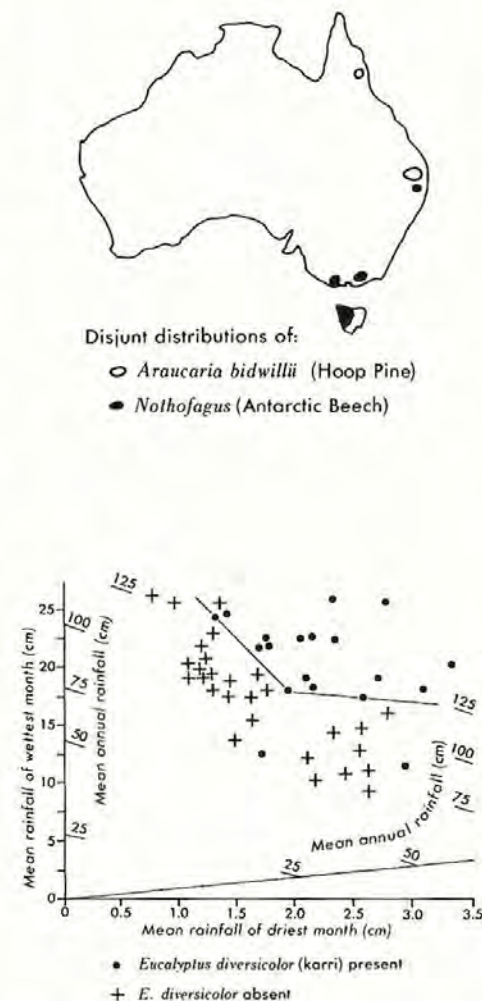 Disjunt distributions of:
Araucaria bidwillii (Hoop Pine)
Nothofagus (Antarctic Beech)
Mean rainfall of wettest month (cm)
25
20
15
10
5
0
125
100
75
50
25
Mean annual rainfall (cm)
125
100
75
50
25
Mean annual rainfall (cm)
0 0.5 1.0 1.5 2.0 2.5 3.0 3.5
Mean rainfall of driest month (cm)
Eucalyptus diversicolor (karri) present
+ E. diversicolor absent